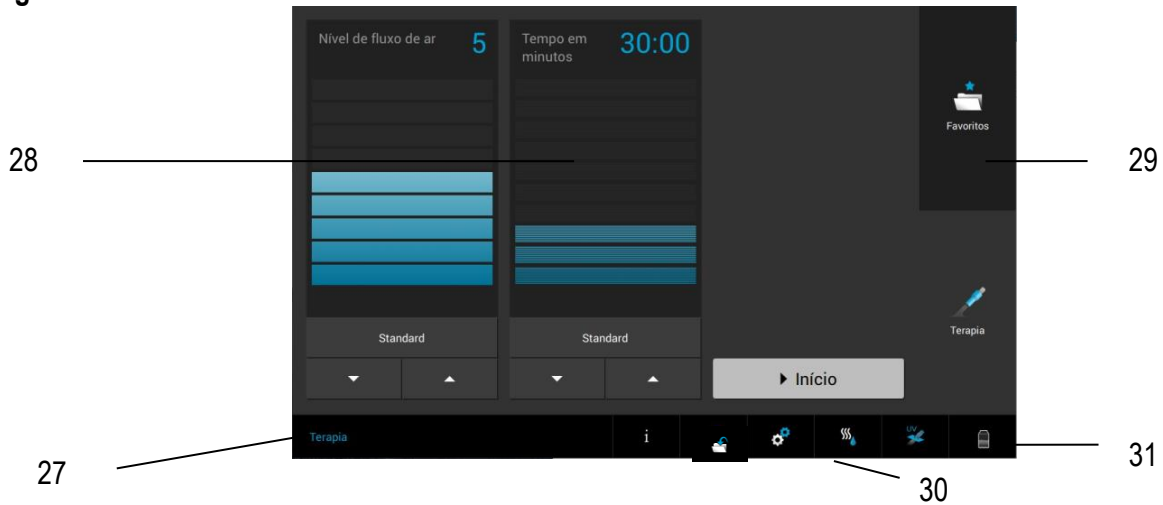 Nível de fluxo de ar 5
Tempo em minutos 30:00
Favoritos
28
29
Terapia
Standard
Standard
Início
Terapia
i
UV
27
30
31